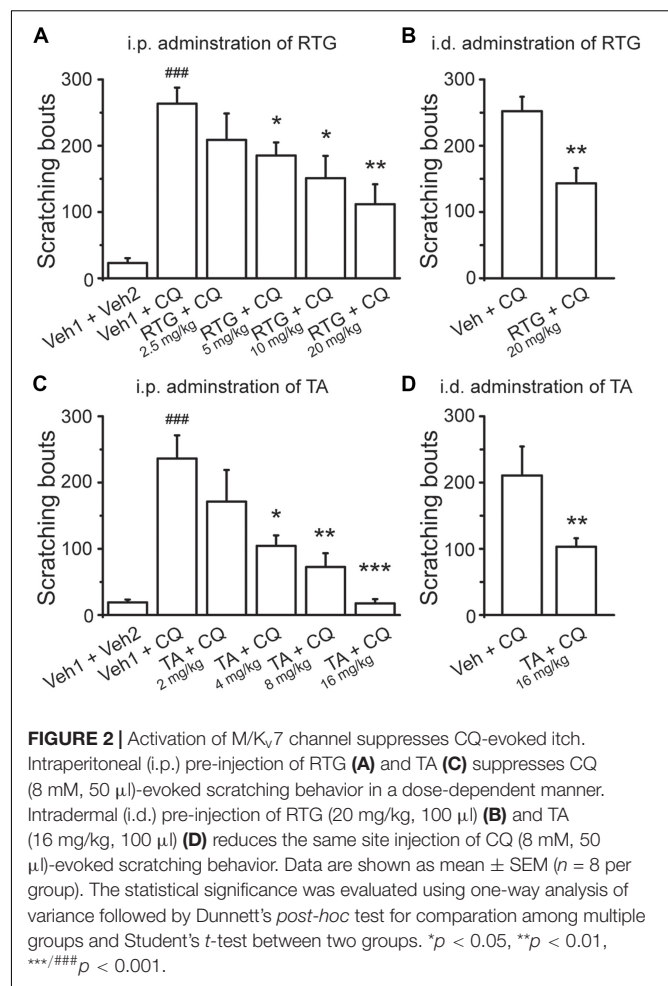 A
i.p. adminstration of RTG
Scratching bouts
300
200
100
0
###
*
*
**
Veh1 + Veh2
Veh1 + CQ
RTG + CQ
2.5 mg/kg
RTG + CQ
5 mg/kg
RTG + CQ
10 mg/kg
RTG + CQ
20 mg/kg
B
i.d. adminstration of RTG
Scratching bouts
300
200
100
0
**
Veh + CQ
RTG + CQ
20 mg/kg
C
i.p. adminstration of TA
Scratching bouts
300
200
100
0
###
*
**
***
Veh1 + Veh2
Veh1 + CQ
TA + CQ
2 mg/kg
TA + CQ
4 mg/kg
TA + CQ
8 mg/kg
TA + CQ
16 mg/kg
D
i.d. adminstration of TA
Scratching bouts
300
200
100
0
**
Veh + CQ
TA + CQ
16 mg/kg
FIGURE 2 | Activation of M/Kv7 channel suppresses CQ-evoked itch.
Intraperitoneal (i.p.) pre-injection of RTG (A) and TA (C) suppresses CQ
(8 mM, 50 μl)-evoked scratching behavior in a dose-dependent manner.
Intradermal (i.d.) pre-injection of RTG (20 mg/kg, 100 μl) (B) and TA
(16 mg/kg, 100 μl) (D) reduces the same site injection of CQ (8 mM, 50
μl)-evoked scratching behavior. Data are shown as mean ± SEM (n = 8 per
group). The statistical significance was evaluated using one-way analysis of
variance followed by Dunnett's post-hoc test for comparation among multiple
groups and Student's t-test between two groups. *p < 0.05, **p < 0.01,
***/###p < 0.001.